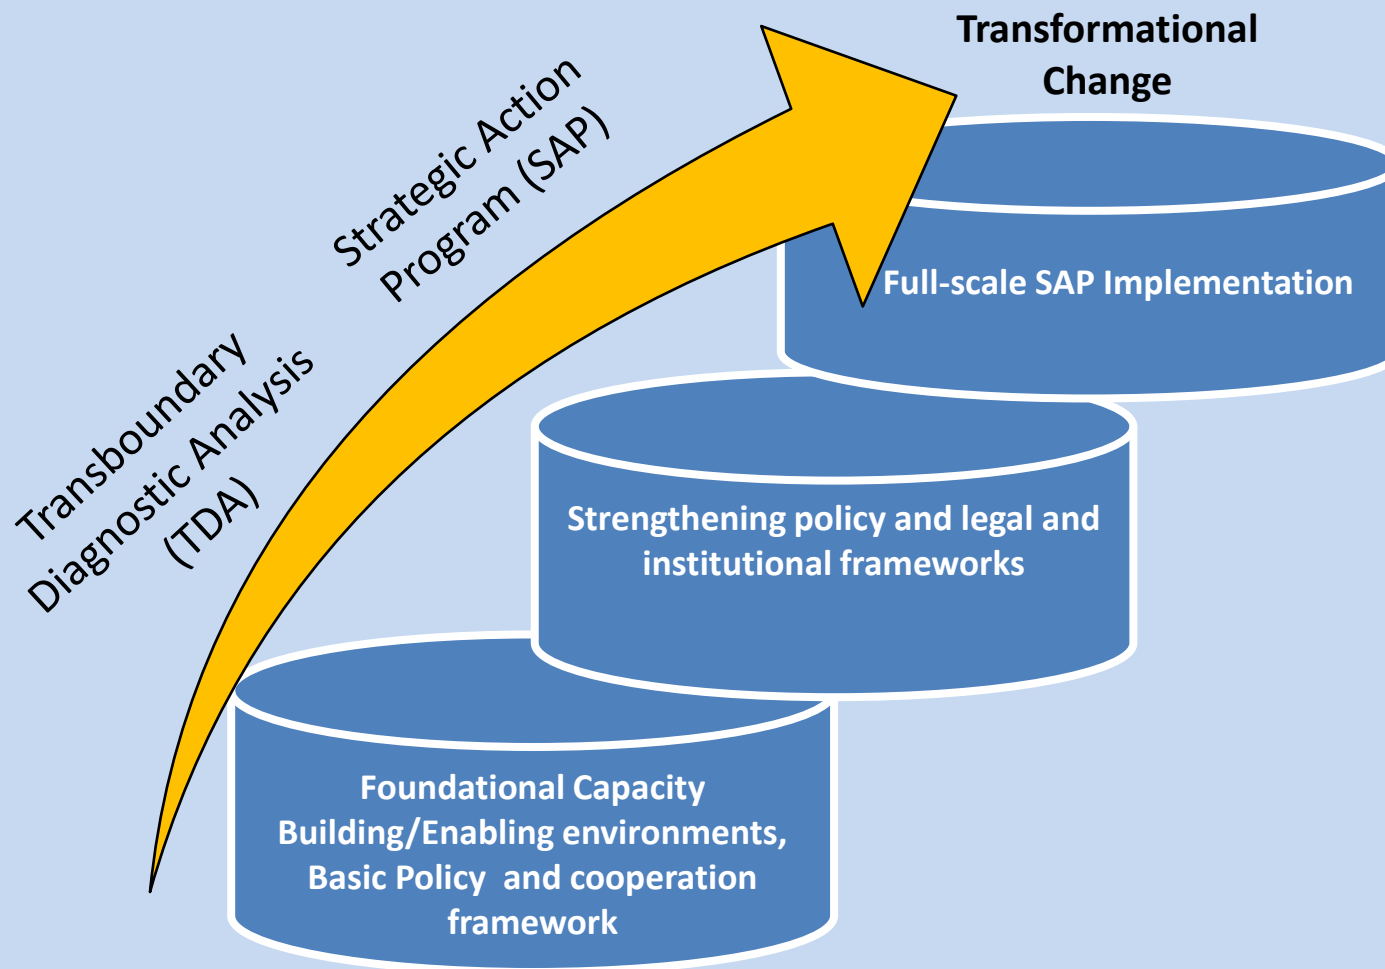 Transformational
Change
Strategic Action
Program (SAP)
Transboundary
Diagnostic Analysis
(TDA)
Full-scale SAP Implementation
Strengthening policy and legal and
institutional frameworks
Foundational Capacity
Building/Enabling environments,
Basic Policy  and cooperation
framework